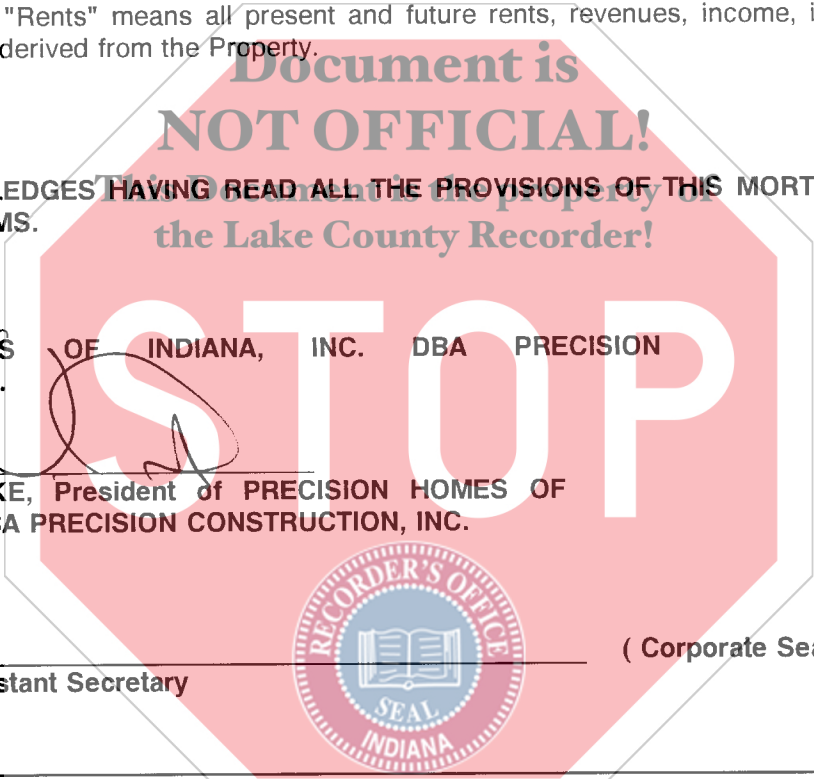 "Rents" means all present and future rents, revenues, income, i
derived from the Property.
Document is
NOT OFFICIAL!
LEDGES HAVING READ ALL THE PROVISIONS OF THIS MORT
This Document is the property of
MS.
the Lake County Recorder!
STOP
S OF INDIANA, INC. DBA PRECISION
.
KE, President of PRECISION HOMES OF
A PRECISION CONSTRUCTION, INC.
RECORDER'S OFFICE
( Corporate Sea
stant Secretary
SEAL
INDIANA